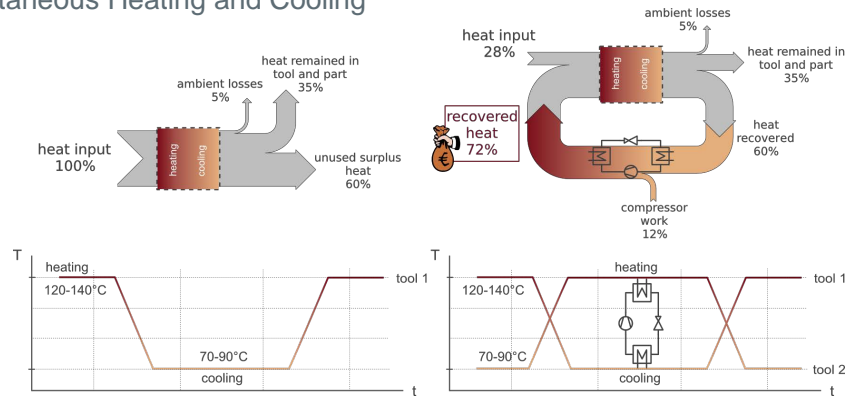 Heating and Cooling
heat input
100%
heating
cooling
ambient losses
5%
heat remained in
tool and part
35%
unused surplus
heat
60%
heat input
28%
heating
cooling
ambient losses
5%
heat remained in
tool and part
35%
recovered
heat
72%
€
heat
recovered
60%
compressor
work
12%
T
heating
120-140°C
70-90°C
cooling
tool 1
t
T
heating
120-140°C
70-90°C
cooling
tool 1
tool 2
t